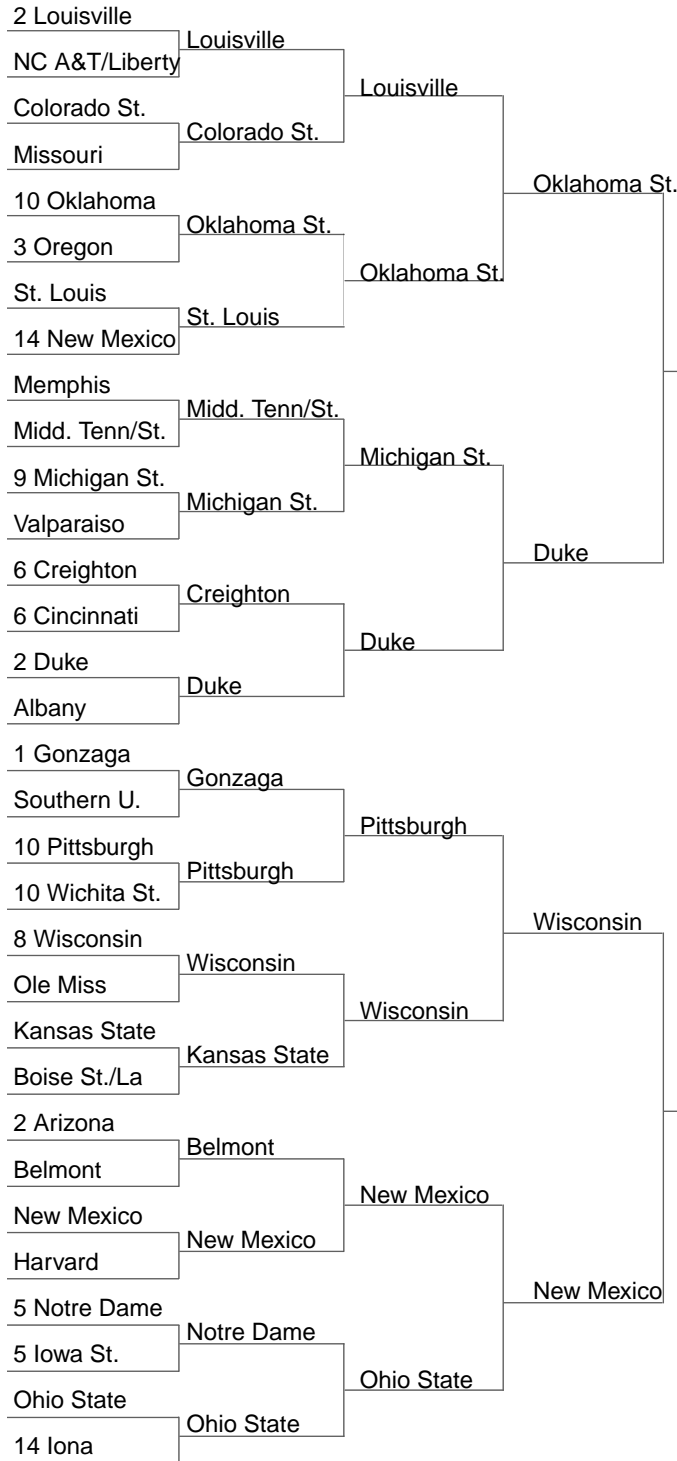 2 Louisville
Louisville
NC A&T/Liberty
Louisville
Colorado St.
Colorado St.
Missouri
Oklahoma St.
10 Oklahoma
Oklahoma St.
3 Oregon
Oklahoma St.
St. Louis
St. Louis
14 New Mexico
Memphis
Midd. Tenn/St.
Midd. Tenn/St.
Michigan St.
9 Michigan St.
Michigan St.
Valparaiso
Duke
6 Creighton
Creighton
6 Cincinnati
Duke
2 Duke
Duke
Albany
1 Gonzaga
Gonzaga
Southern U.
Pittsburgh
10 Pittsburgh
Pittsburgh
10 Wichita St.
Wisconsin
8 Wisconsin
Wisconsin
Ole Miss
Wisconsin
Kansas State
Kansas State
Boise St./La
2 Arizona
Belmont
Belmont
New Mexico
New Mexico
New Mexico
Harvard
New Mexico
5 Notre Dame
Notre Dame
5 Iowa St.
Ohio State
Ohio State
Ohio State
14 Iona